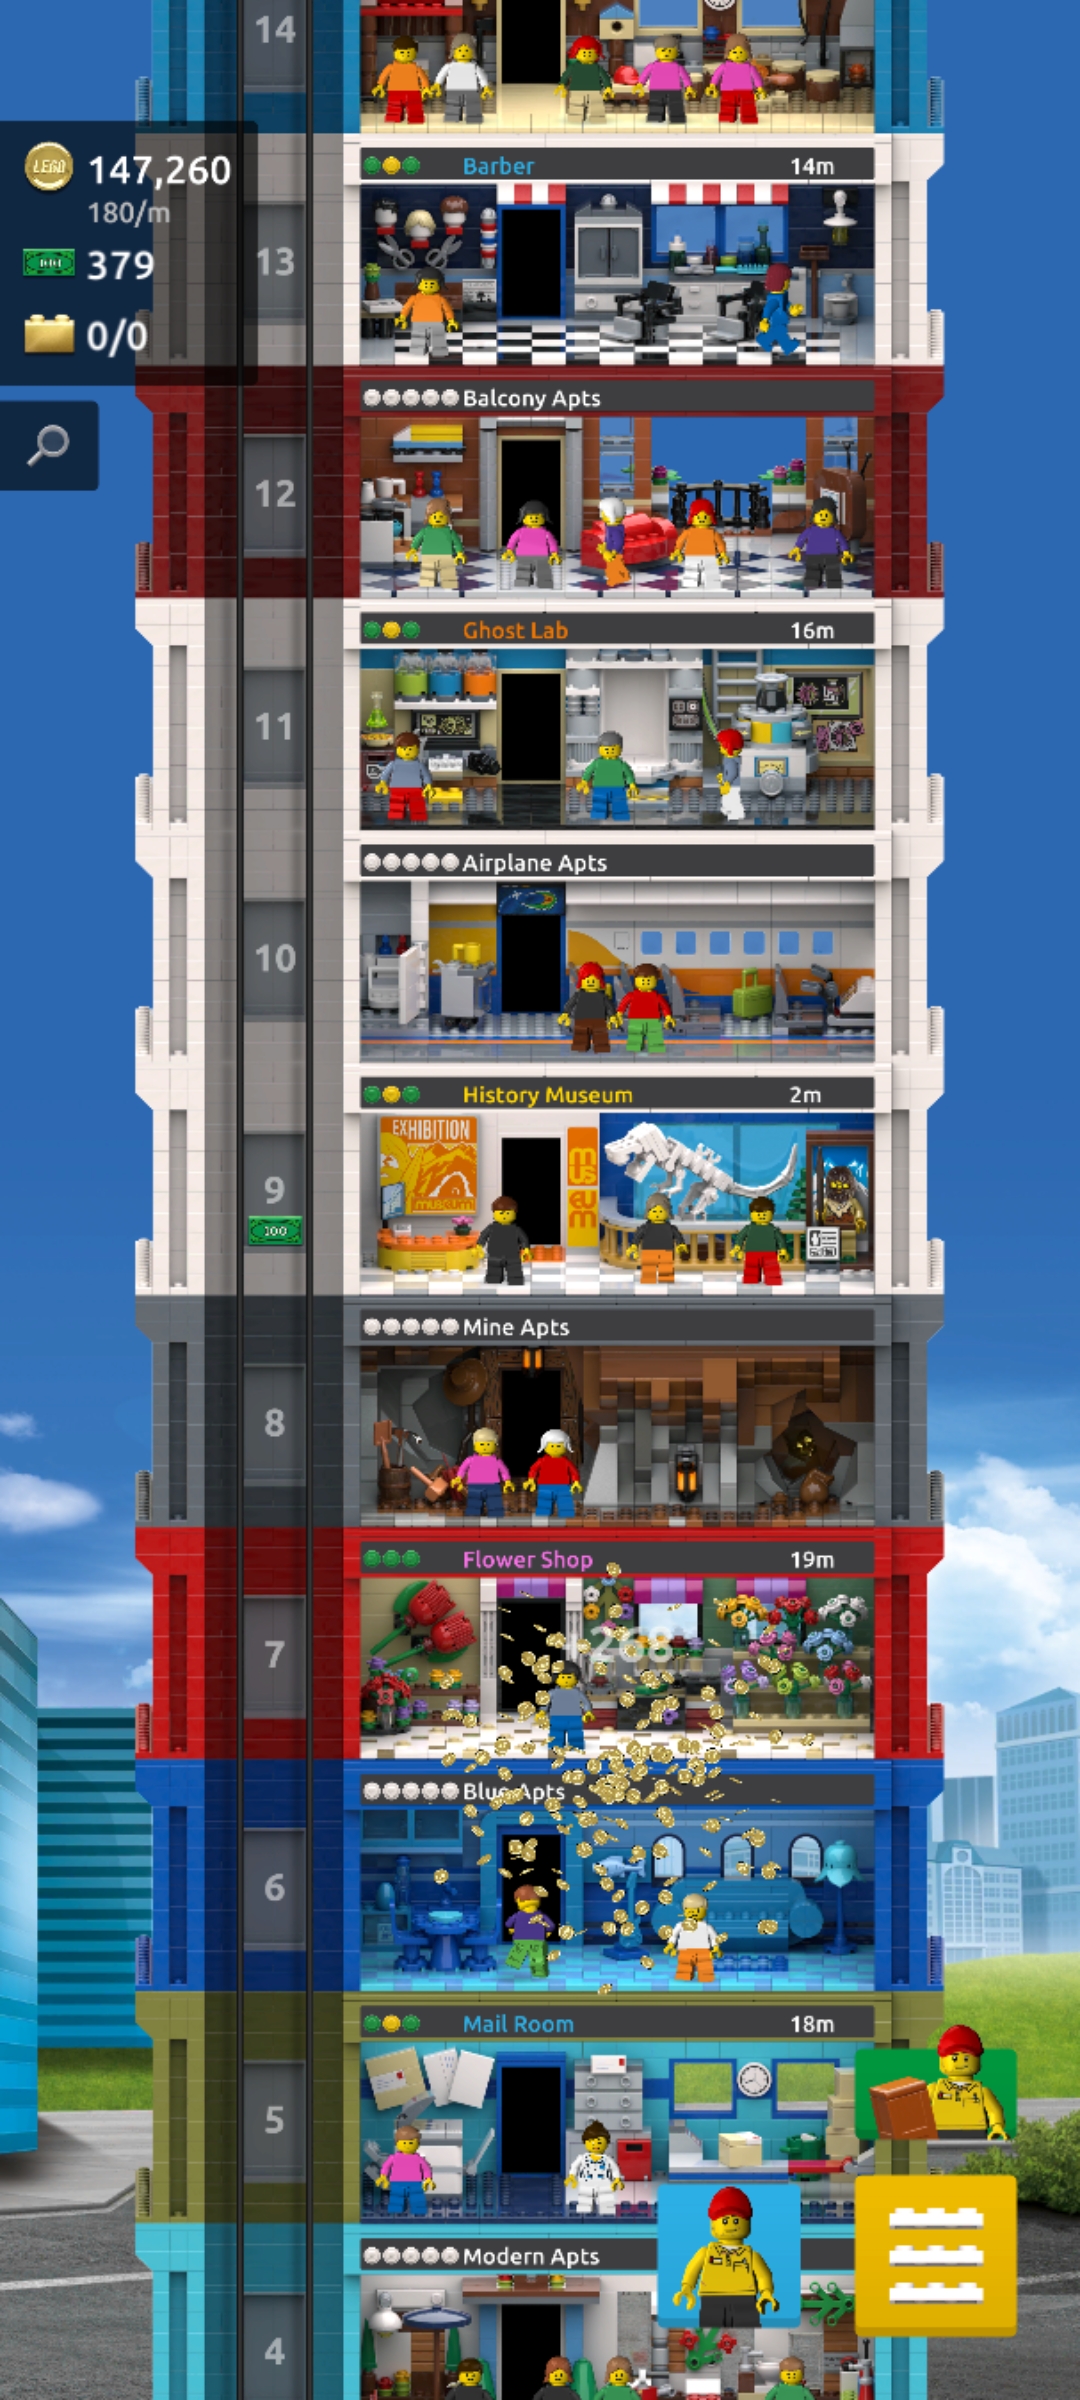 14
LEGO 147,260
180/m
379
0/0
Barber 14m
13
Balcony Apts
12
Ghost Lab 16m
11
Airplane Apts
10
History Museum 2m
EXHIBITION
museum
museum
9
100
Mine Apts
8
Flower Shop 19m
+268
7
Blue Apts
6
Mail Room 18m
5
Modern Apts
4